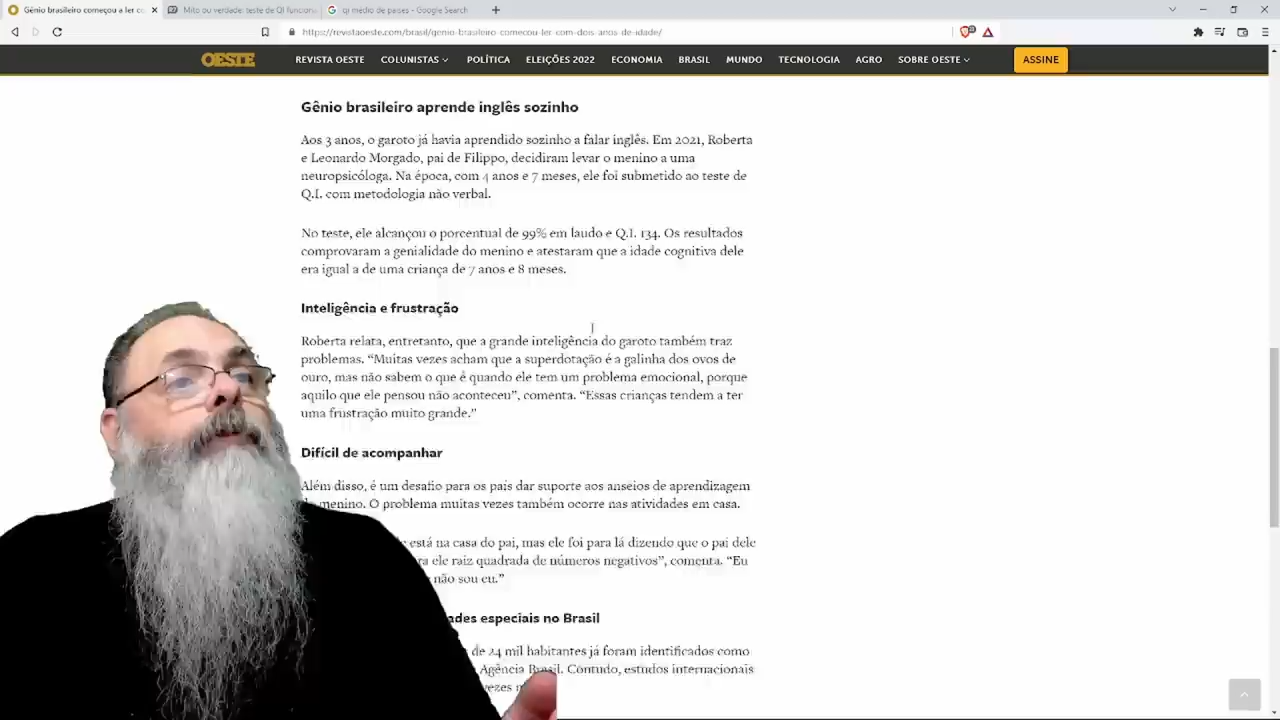 Gênio brasileiro começou a ler co
Mito ou verdade: teste de QI funciona
qi médio de países - Google Search
https://revistaoeste.com/brasil/genio-brasileiro-comecou-ler-com-dois-anos-de-idade/
OESTE
REVISTA OESTE COLUNISTAS POLÍTICA ELEIÇÕES 2022 ECONOMIA BRASIL MUNDO TECNOLOGIA AGRO SOBRE OESTE ASSINE
Gênio brasileiro aprende inglês sozinho
Aos 3 anos, o garoto já havia aprendido sozinho a falar inglês. Em 2021, Roberta
e Leonardo Morgado, pai de Filippo, decidiram levar o menino a uma
neuropsicóloga. Na época, com 4 anos e 7 meses, ele foi submetido ao teste de
Q.I. com metodologia não verbal.
No teste, ele alcançou o porcentual de 99% em laudo e Q.I. 134. Os resultados
comprovaram a genialidade do menino e atestaram que a idade cognitiva dele
era igual a de uma criança de 7 anos e 8 meses.
Inteligência e frustração
Roberta relata, entretanto, que a grande inteligência do garoto também traz
problemas. “Muitas vezes acham que a superdotação é a galinha dos ovos de
ouro, mas não sabem o que é quando ele tem um problema emocional, porque
aquilo que ele pensou não aconteceu”, comenta. “Essas crianças tendem a ter
uma frustração muito grande.”
Difícil de acompanhar
Além disso, é um desafio para os pais dar suporte aos anseios de aprendizagem
menino. O problema muitas vezes também ocorre nas atividades em casa.
está na casa do pai, mas ele foi para lá dizendo que o pai dele
ele raiz quadrada de números negativos”, comenta. “Eu
não sou eu.”
especiais no Brasil
de 24 mil habitantes já foram identificados como
Agência Brasil. Contudo, estudos internacionais
vezes